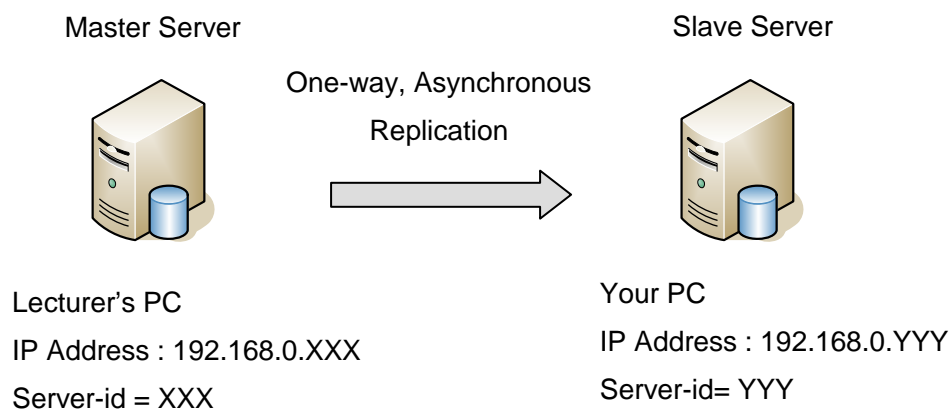 Master Server
Slave Server
One-way, Asynchronous
Replication
Lecturer's PC
IP Address : 192.168.0.XXX
Server-id = XXX
Your PC
IP Address : 192.168.0.YYY
Server-id= YYY